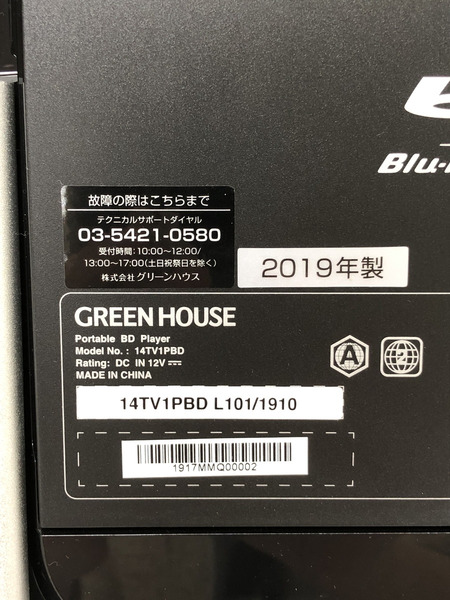 Blu-
故障の際はこちらまで
テクニカルサポートダイヤル
03-5421-0580
受付時間:10:00~12:00/
13:00~17:00(土日祝祭日を除く)
株式会社 グリーンハウス
2019年製
GREEN HOUSE
Portable BD Player
Model No. : 14TV1PBD
Rating: DC IN 12V⎓
MADE IN CHINA
A
2
14TV1PBD L101/1910
1917MMQ00002